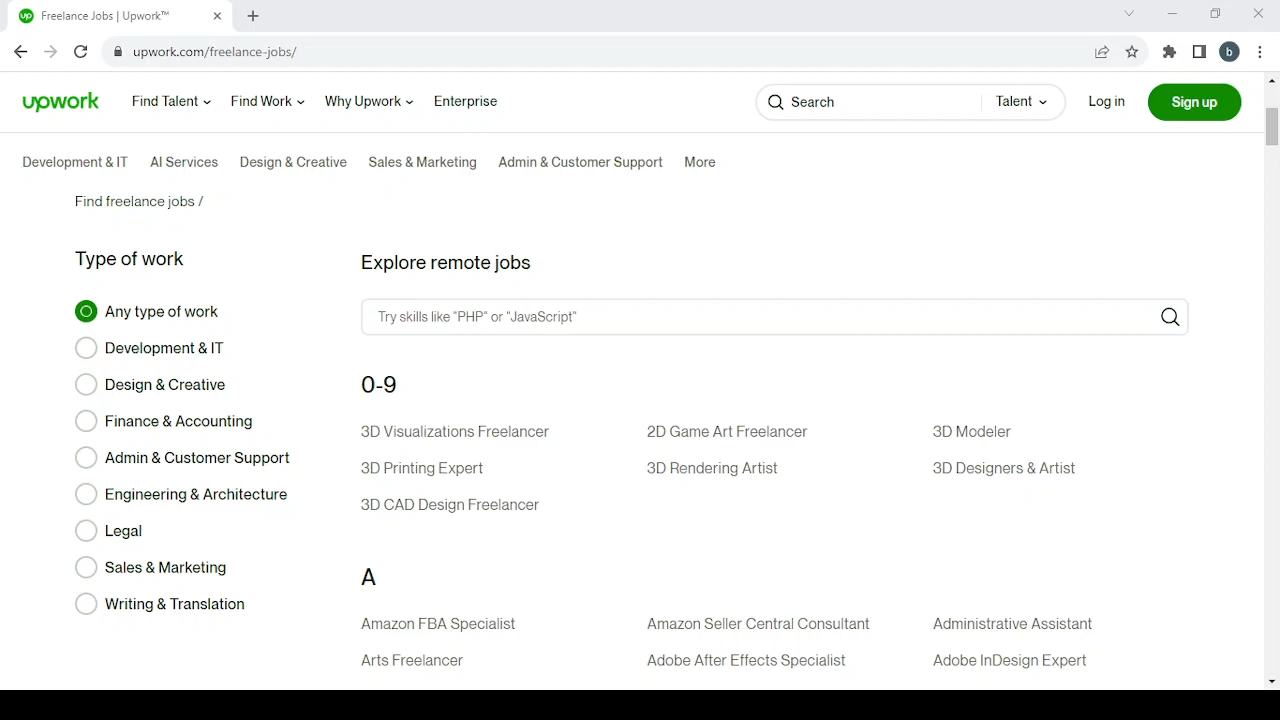 up Freelance Jobs | Upwork™
upwork.com/freelance-jobs/
b
upwork Find Talent Find Work Why Upwork Enterprise Search Talent Log in Sign up
Development & IT AI Services Design & Creative Sales & Marketing Admin & Customer Support More
Find freelance jobs /
Type of work
Any type of work
Development & IT
Design & Creative
Finance & Accounting
Admin & Customer Support
Engineering & Architecture
Legal
Sales & Marketing
Writing & Translation
Explore remote jobs
Try skills like "PHP" or "JavaScript"
0-9
3D Visualizations Freelancer 2D Game Art Freelancer 3D Modeler
3D Printing Expert 3D Rendering Artist 3D Designers & Artist
3D CAD Design Freelancer
A
Amazon FBA Specialist Amazon Seller Central Consultant Administrative Assistant
Arts Freelancer Adobe After Effects Specialist Adobe InDesign Expert